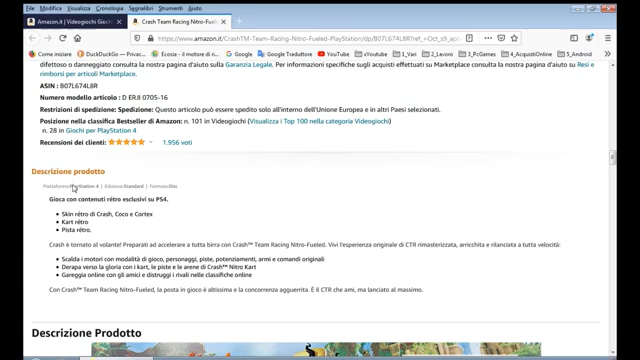 File Modifica Visualizza Cronologia Segnalibri Strumenti Aiuto
Amazon.it | Videogiochi Giochi
Crash Team Racing Nitro-Fuel
https://www.amazon.it/CrashTM-Team-Racing-Nitro-Fueled-PlayStation/dp/B07L674L8R?ref_=Oct_s9_apl
Come iniziare DuckDuckGo — Privacy Ecosia - il motore di Google Google Traduttore YouTube Outlook 1_xYoutube 2_Lavoro 3_PcGames 4_AcquistiOnline 5_Canzoni
difettoso o danneggiato consulta la nostra pagina d'aiuto sulla Garanzia Legale. Per informazioni specifiche sugli acquisti effettuati su Marketplace consulta la nostra pagina d'aiuto su Resi e
rimborsi per articoli Marketplace.
ASIN : B07L674L8R
Numero modello articolo : D ERJI 0705-16
Restrizioni di spedizione: Spedizione: Questo articolo può essere spedito solo all'interno dell'Unione Europea e in altri Paesi selezionati.
Posizione nella classifica Bestseller di Amazon: n. 101 in Videogiochi (Visualizza i Top 100 nella categoria Videogiochi)
n. 28 in Giochi per PlayStation 4
Recensioni dei clienti: 1.956 voti
Descrizione prodotto
Piattaforma:PlayStation 4 | Edizione:Standard | Formato:Disc
Gioca con contenuti rétro esclusivi su PS4.
Skin rétro di Crash, Coco e Cortex
Kart rétro
Pista rétro.
Crash è tornato al volante! Preparati ad accelerare a tutta birra con Crash™ Team Racing Nitro-Fueled. Vivi l'esperienza originale di CTR rimasterizzata, arricchita e rilanciata a tutta velocità:
Scalda i motori con modalità di gioco, personaggi, piste, potenziamenti, armi e comandi originali
Derapa verso la gloria con i kart, le piste e le arene di Crash™ Nitro Kart
Gareggia online con gli amici e distruggi i rivali nelle classifiche online
Con Crash™ Team Racing Nitro-Fueled, la posta in gioco è altissima e la concorrenza agguerrita. È il CTR che ami, ma lanciato al massimo.
Descrizione Prodotto